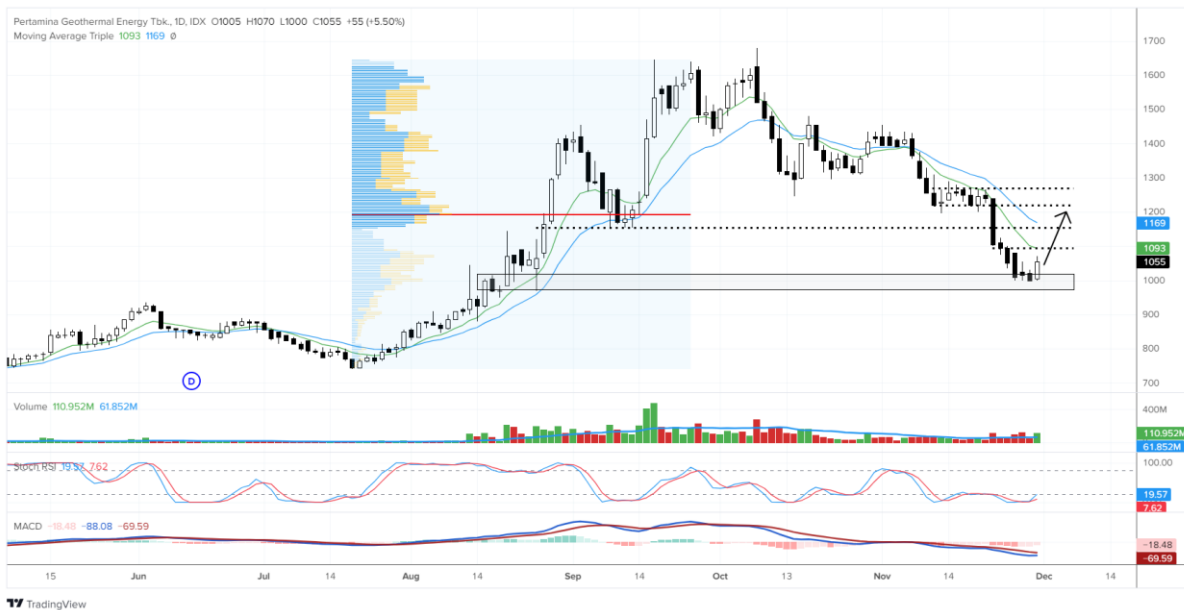 Pertamina Geothermal Energy Tbk., 1D, IDX O1005 H1070 L1000 C1055 +55 (+5.50%)
Moving Average Triple 1093 1169 ø
1700
1600
1500
1400
1300
1200
1169
1093
1055
1000
900
800
700
D
Volume 110.952M 61.852M
400M
110.952M
61.852M
Stoch RSI 19.57 7.62
100.00
19.57
7.62
MACD −18.48 −88.08 −69.59
−18.48
−69.59
15 Jun 14 Jul 14 Aug 14 Sep 14 Oct 13 Nov 14 Dec 14
TradingView